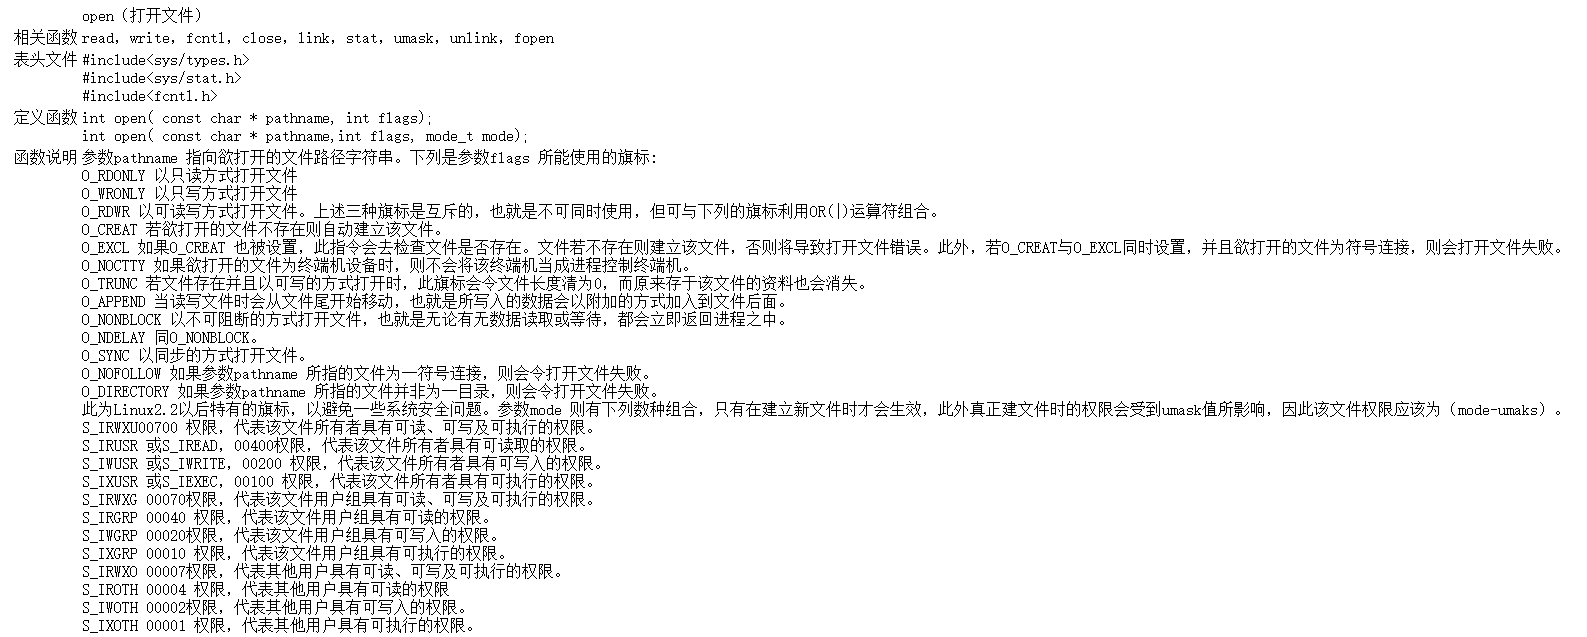 open（打开文件）
相关函数 read，write，fcntl，close，link，stat，umask，unlink，fopen
表头文件 #include<sys/types.h>
#include<sys/stat.h>
#include<fcntl.h>
定义函数 int open( const char * pathname, int flags);
int open( const char * pathname,int flags, mode_t mode);
函数说明 参数pathname 指向欲打开的文件路径字符串。下列是参数flags 所能使用的旗标:
O_RDONLY 以只读方式打开文件
O_WRONLY 以只写方式打开文件
O_RDWR 以可读写方式打开文件。上述三种旗标是互斥的，也就是不可同时使用，但可与下列的旗标利用OR(|)运算符组合。
O_CREAT 若欲打开的文件不存在则自动建立该文件。
O_EXCL 如果O_CREAT 也被设置，此指令会去检查文件是否存在。文件若不存在则建立该文件，否则将导致打开文件错误。此外，若O_CREAT与O_EXCL同时设置，并且欲打开的文件为符号连接，则会打开文件失败。
O_NOCTTY 如果欲打开的文件为终端机设备时，则不会将该终端机当成进程控制终端机。
O_TRUNC 若文件存在并且以可写的方式打开时，此旗标会令文件长度清为0，而原来存于该文件的资料也会消失。
O_APPEND 当读写文件时会从文件尾开始移动，也就是所写入的数据会以附加的方式加入到文件后面。
O_NONBLOCK 以不可阻断的方式打开文件，也就是无论有无数据读取或等待，都会立即返回进程之中。
O_NDELAY 同O_NONBLOCK。
O_SYNC 以同步的方式打开文件。
O_NOFOLLOW 如果参数pathname 所指的文件为一符号连接，则会令打开文件失败。
O_DIRECTORY 如果参数pathname 所指的文件并非为一目录，则会令打开文件失败。
此为Linux2.2以后特有的旗标，以避免一些系统安全问题。参数mode 则有下列数种组合，只有在建立新文件时才会生效，此外真正建文件时的权限会受到umask值所影响，因此该文件权限应该为（mode-umaks）。
S_IRWXU00700 权限，代表该文件所有者具有可读、可写及可执行的权限。
S_IRUSR 或S_IREAD，00400权限，代表该文件所有者具有可读取的权限。
S_IWUSR 或S_IWRITE，00200 权限，代表该文件所有者具有可写入的权限。
S_IXUSR 或S_IEXEC，00100 权限，代表该文件所有者具有可执行的权限。
S_IRWXG 00070权限，代表该文件用户组具有可读、可写及可执行的权限。
S_IRGRP 00040 权限，代表该文件用户组具有可读的权限。
S_IWGRP 00020权限，代表该文件用户组具有可写入的权限。
S_IXGRP 00010 权限，代表该文件用户组具有可执行的权限。
S_IRWXO 00007权限，代表其他用户具有可读、可写及可执行的权限。
S_IROTH 00004 权限，代表其他用户具有可读的权限
S_IWOTH 00002权限，代表其他用户具有可写入的权限。
S_IXOTH 00001 权限，代表其他用户具有可执行的权限。